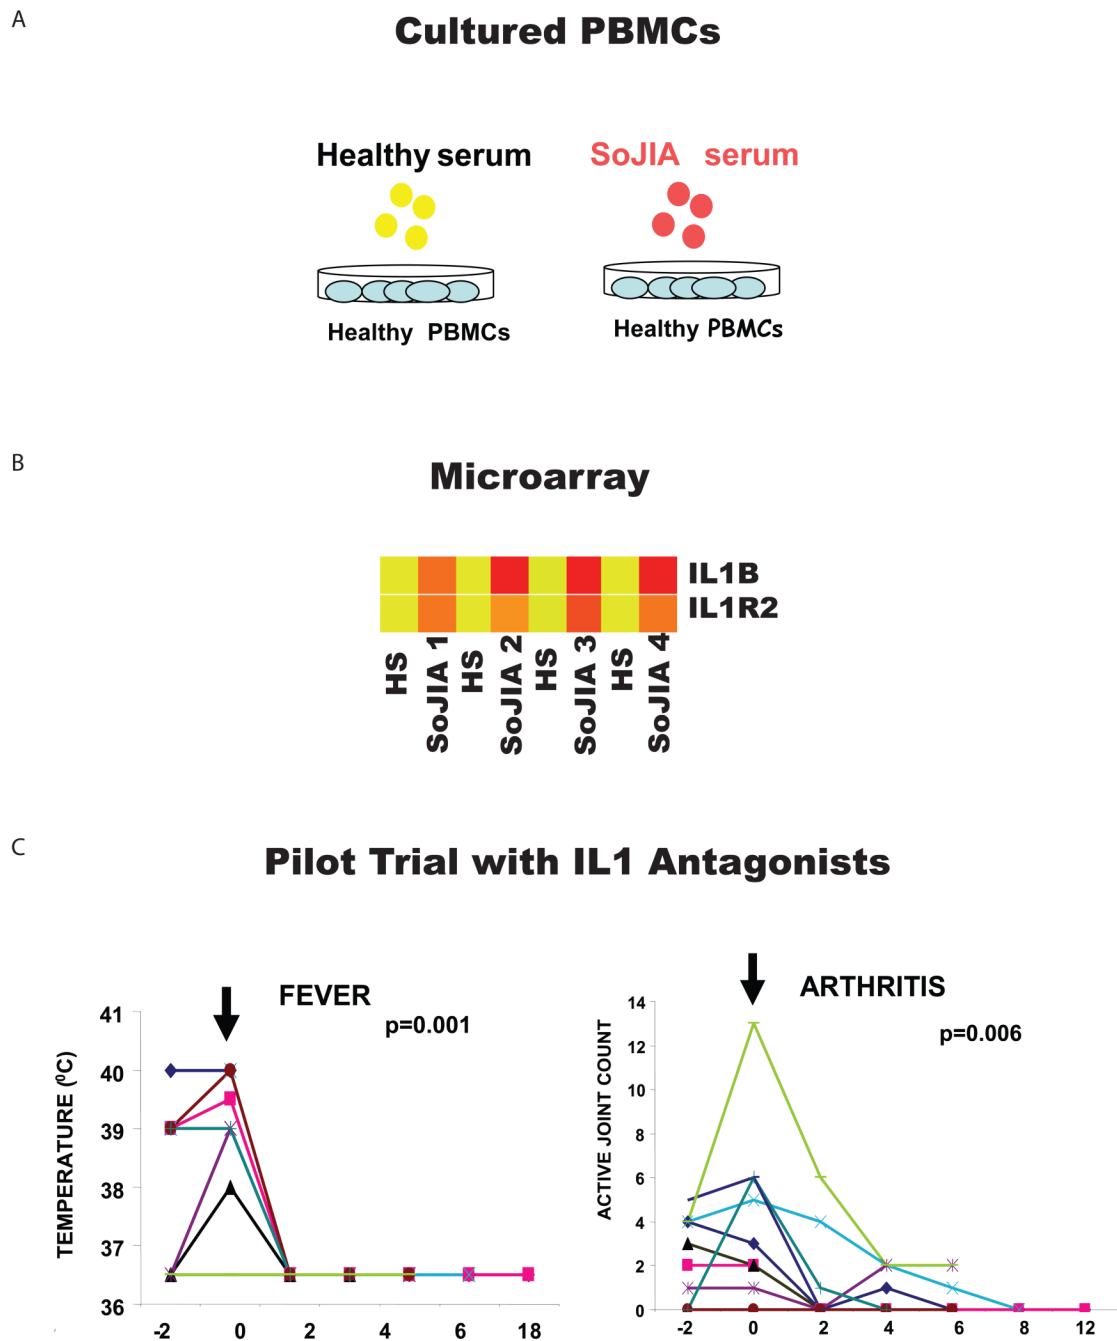 A
Cultured PBMCs
Healthy serum
SoJIA serum
Healthy PBMCs
Healthy PBMCs
B
Microarray
IL1B
IL1R2
HS
SoJIA 1
HS
SoJIA 2
HS
SoJIA 3
HS
SoJIA 4
C
Pilot Trial with IL1 Antagonists
FEVER
p=0.001
TEMPERATURE (⁰C)
41
40
39
38
37
36
-2 0 2 4 6 18
ARTHRITIS
p=0.006
ACTIVE JOINT COUNT
14
12
10
8
6
4
2
0
-2 0 2 4 6 8 12